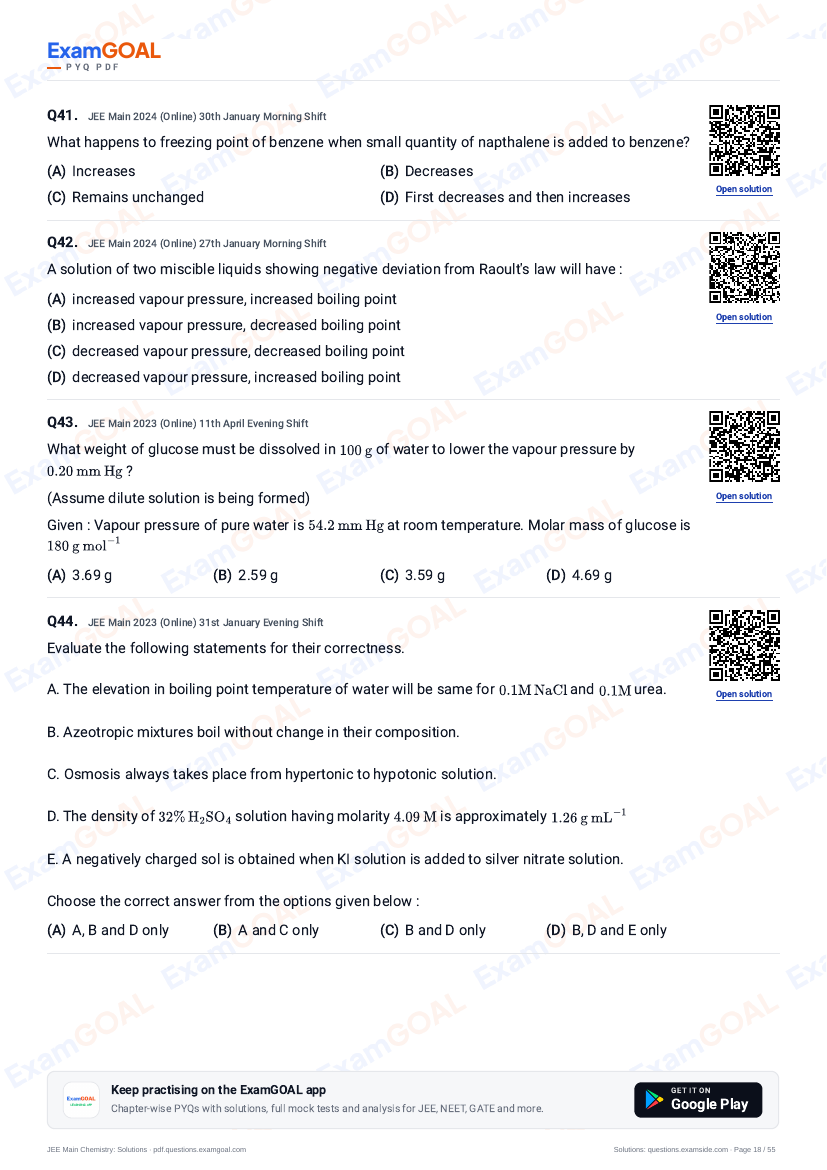 ExamGOAL
PYQ PDF
Q41. JEE Main 2024 (Online) 30th January Morning Shift
What happens to freezing point of benzene when small quantity of napthalene is added to benzene?
(A) Increases (B) Decreases
(C) Remains unchanged (D) First decreases and then increases
Open solution
Q42. JEE Main 2024 (Online) 27th January Morning Shift
A solution of two miscible liquids showing negative deviation from Raoult's law will have :
(A) increased vapour pressure, increased boiling point
(B) increased vapour pressure, decreased boiling point
(C) decreased vapour pressure, decreased boiling point
(D) decreased vapour pressure, increased boiling point
Open solution
Q43. JEE Main 2023 (Online) 11th April Evening Shift
What weight of glucose must be dissolved in 100 g of water to lower the vapour pressure by
0.20 mm Hg ?
(Assume dilute solution is being formed)
Given : Vapour pressure of pure water is 54.2 mm Hg at room temperature. Molar mass of glucose is
180 g mol⁻¹
(A) 3.69 g (B) 2.59 g (C) 3.59 g (D) 4.69 g
Open solution
Q44. JEE Main 2023 (Online) 31st January Evening Shift
Evaluate the following statements for their correctness.
A. The elevation in boiling point temperature of water will be same for 0.1M NaCl and 0.1M urea.
B. Azeotropic mixtures boil without change in their composition.
C. Osmosis always takes place from hypertonic to hypotonic solution.
D. The density of 32% H₂SO₄ solution having molarity 4.09 M is approximately 1.26 g mL⁻¹
E. A negatively charged sol is obtained when KI solution is added to silver nitrate solution.
Choose the correct answer from the options given below :
(A) A, B and D only (B) A and C only (C) B and D only (D) B, D and E only
Open solution
ExamGOAL
Keep practising on the ExamGOAL app
Chapter-wise PYQs with solutions, full mock tests and analysis for JEE, NEET, GATE and more.
GET IT ON
Google Play
JEE Main Chemistry: Solutions · pdf.questions.examgoal.com
Solutions: questions.examside.com · Page 18 / 55